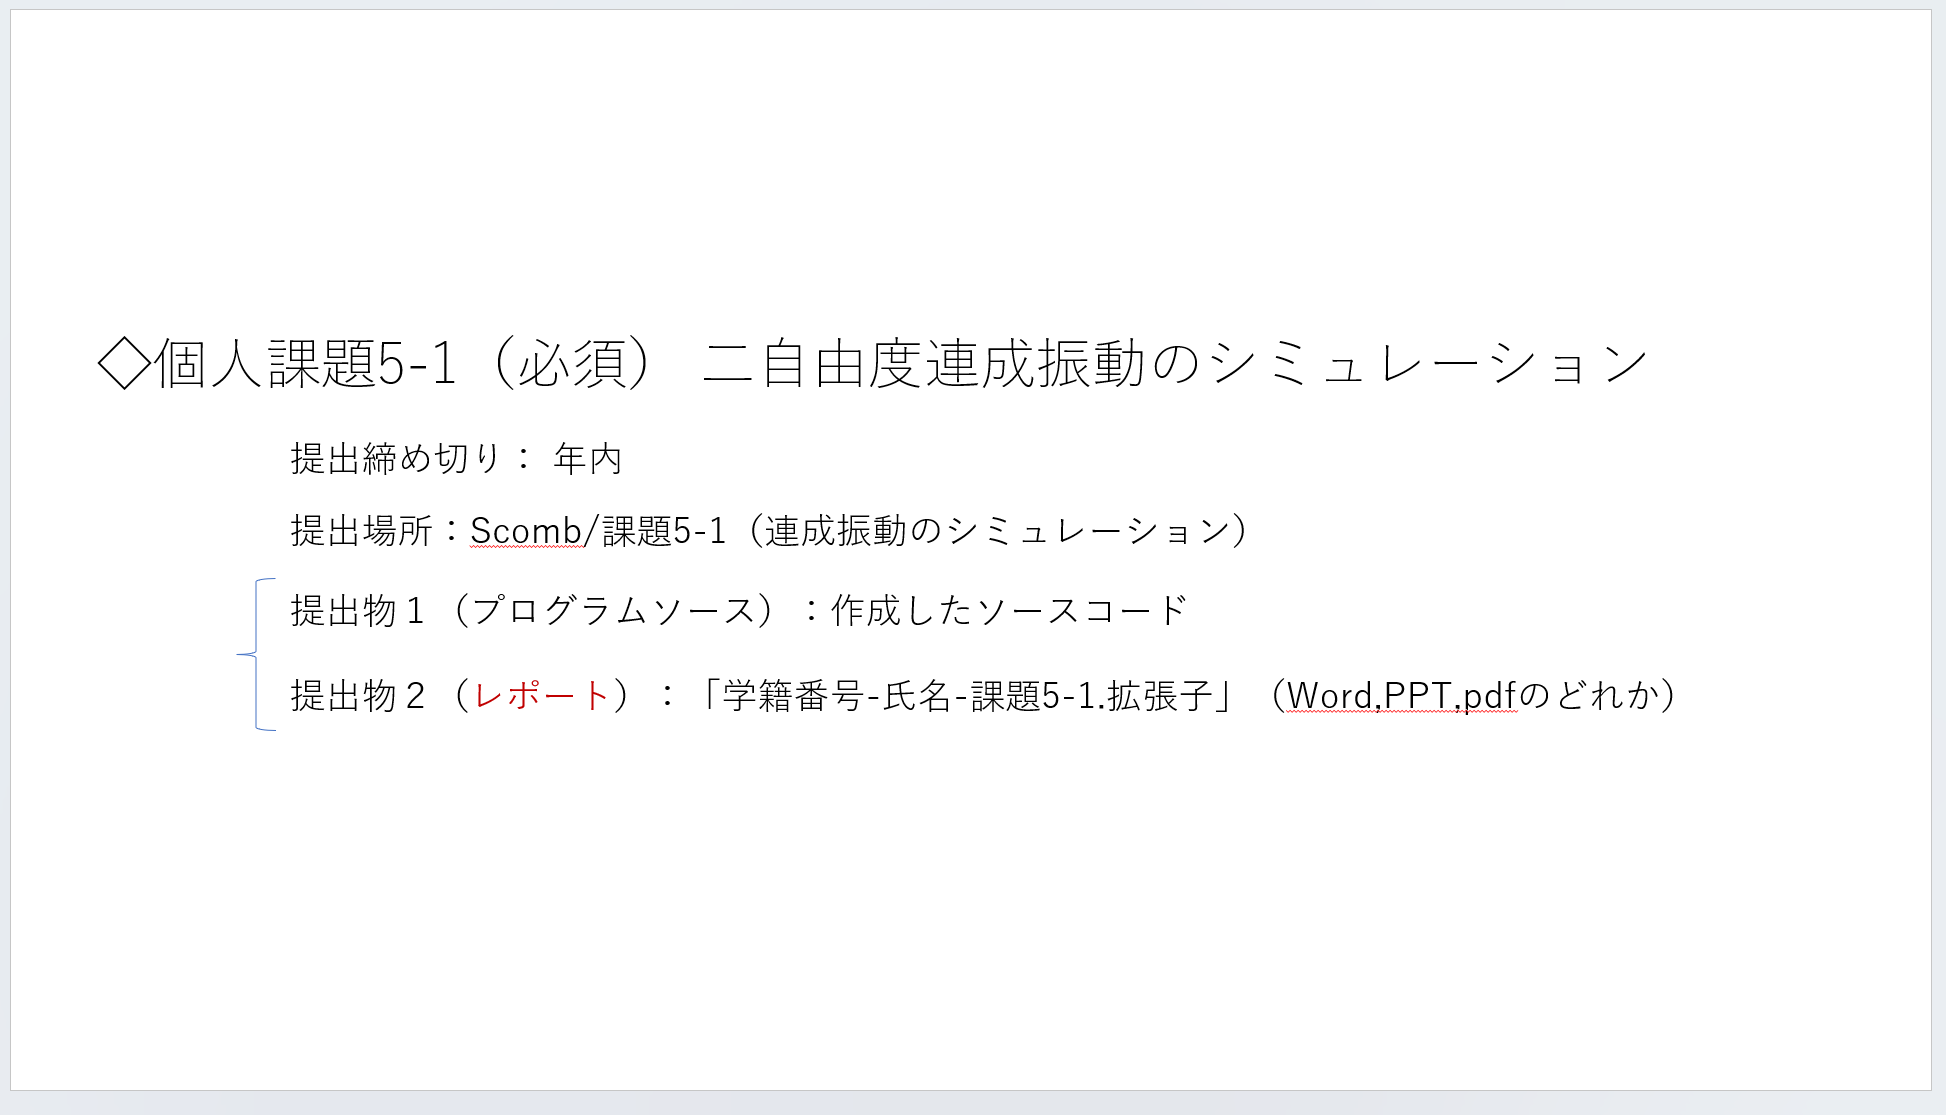 ◇個人課題5-1（必須） 二自由度連成振動のシミュレーション
提出締め切り： 年内
提出場所：Scomb/課題5-1（連成振動のシミュレーション）
提出物１（プログラムソース）：作成したソースコード
提出物２（レポート）：「学籍番号-氏名-課題5-1.拡張子」（Word,PPT,pdfのどれか）